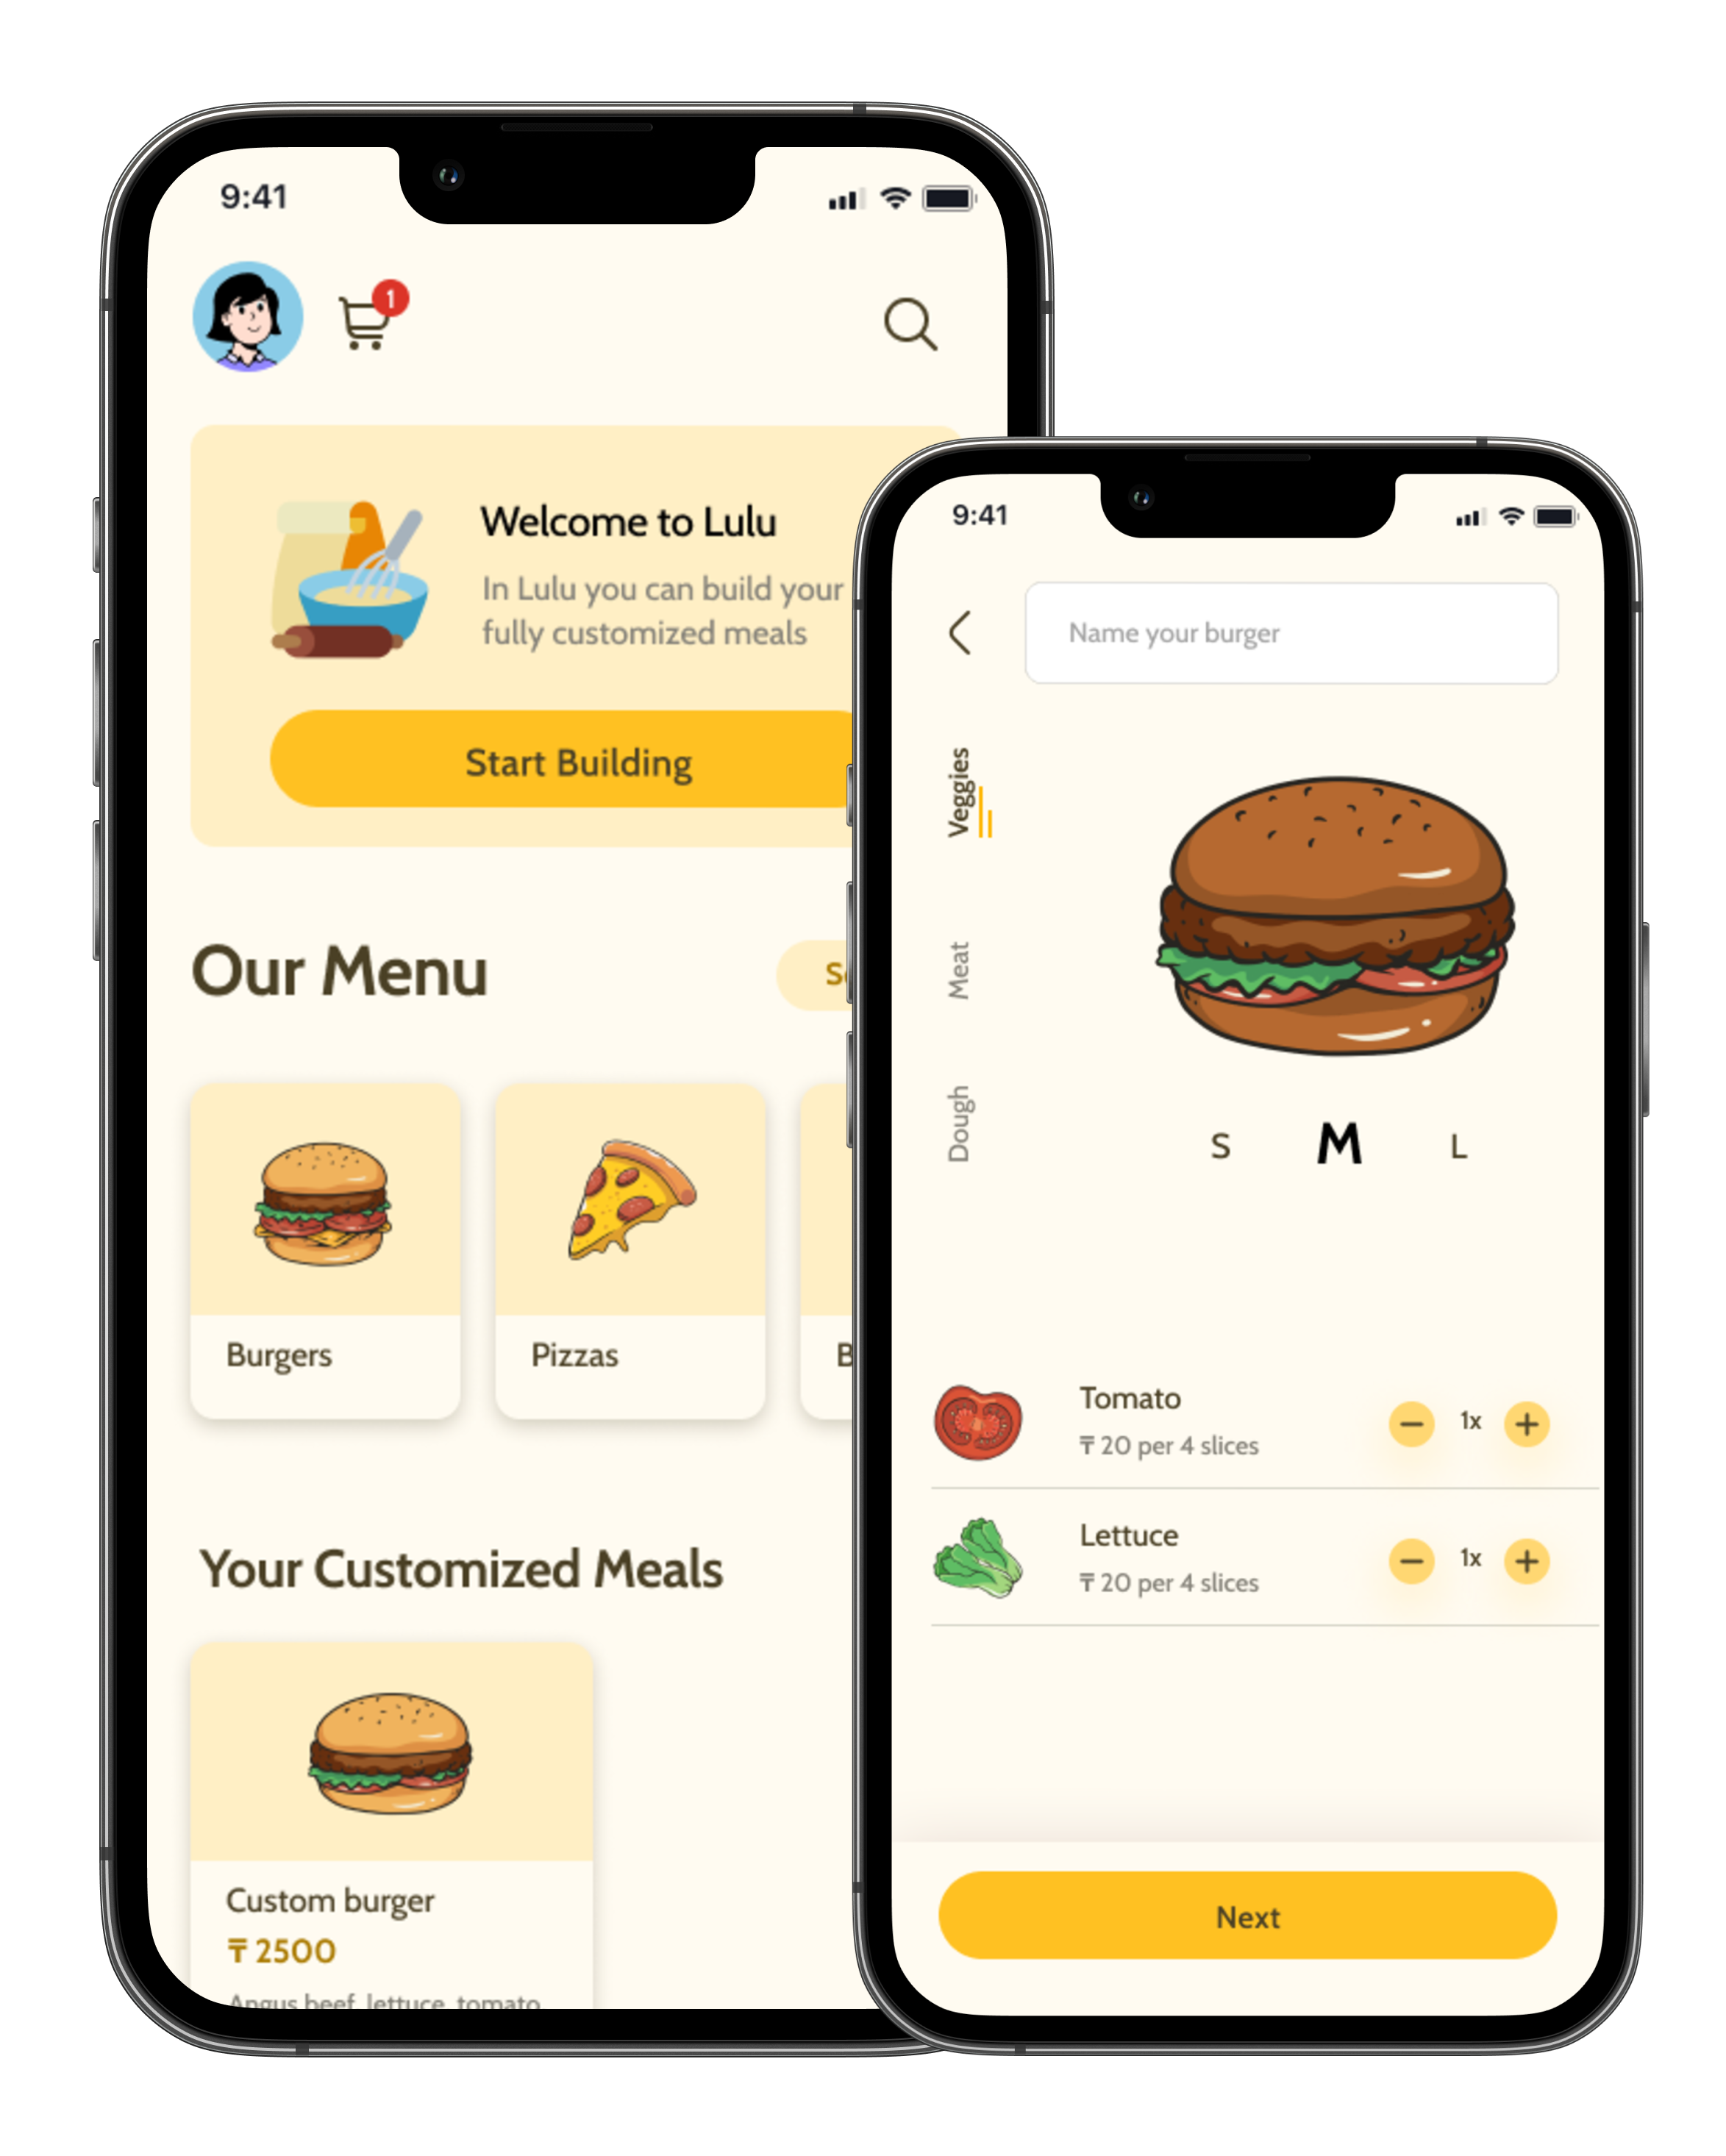 9:41
1
Welcome to Lulu
In Lulu you can build your
fully customized meals
Start Building
Our Menu
Burgers
Pizzas
Your Customized Meals
Custom burger
₸ 2500
Angus beef, lettuce, tomato
9:41
Name your burger
Veggies
Meat
Dough
S M L
Tomato
₸ 20 per 4 slices
1x
Lettuce
₸ 20 per 4 slices
1x
Next